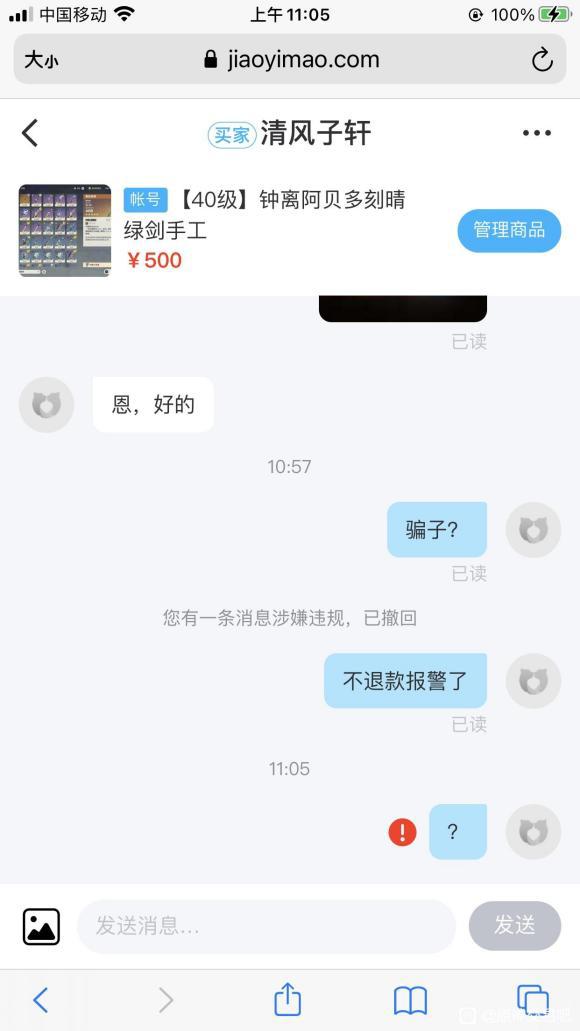 中国移动 上午11:05 100%
大小 jiaoyimao.com
买家 清风子轩
帐号 【40级】钟离阿贝多刻晴
绿剑手工
¥500
管理商品
已读
恩，好的
10:57
骗子？
已读
您有一条消息涉嫌违规，已撤回
不退款报警了
已读
11:05
？
发送消息...
发送